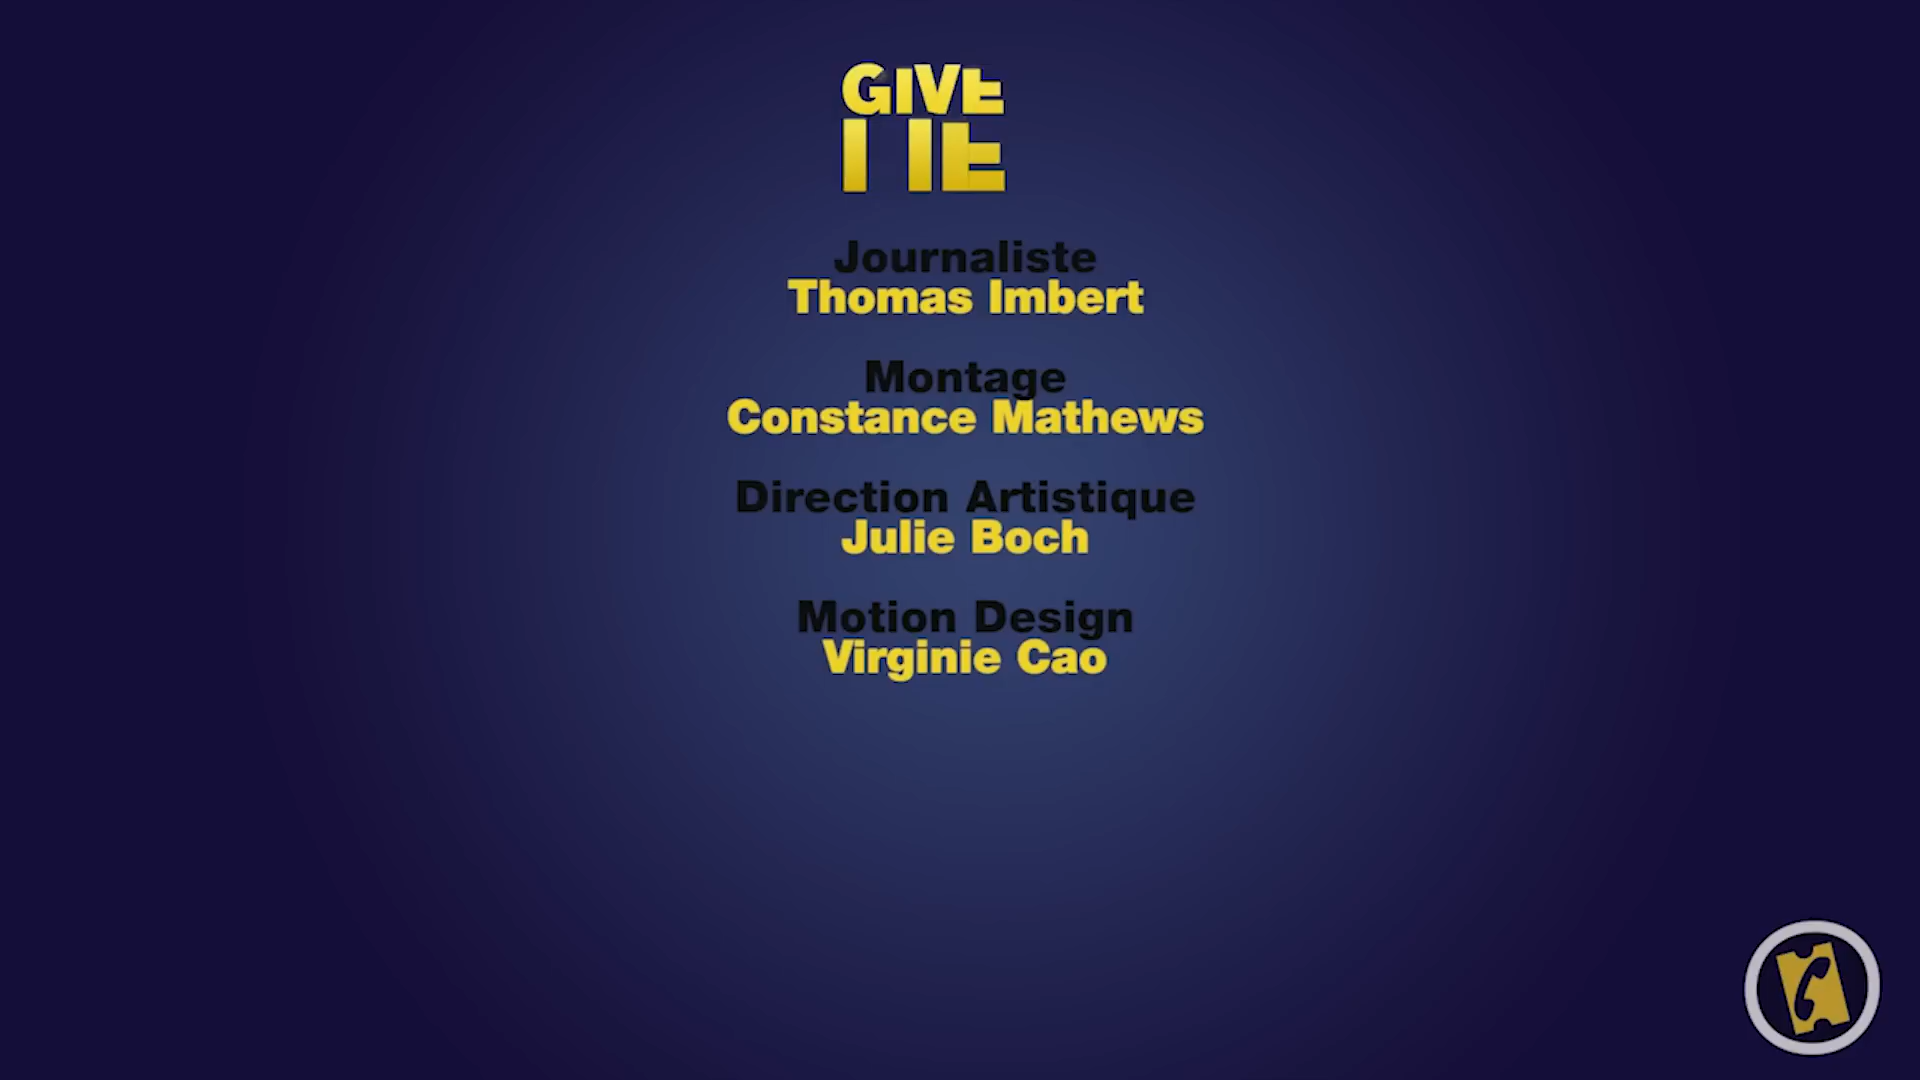 GIVE
Journaliste
Thomas Imbert
Montage
Constance Mathews
Direction Artistique
Julie Boch
Motion Design
Virginie Cao